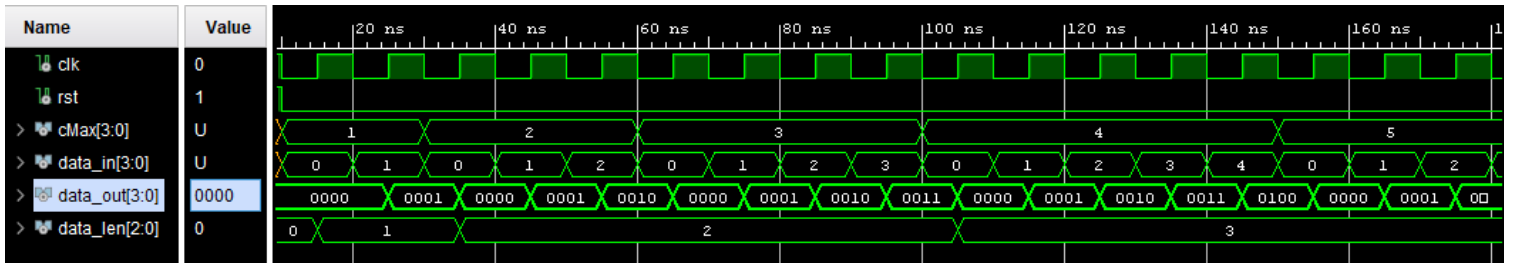 Name Value 20 ns 40 ns 60 ns 80 ns 100 ns 120 ns 140 ns 160 ns 1
clk 0
rst 1
cMax[3:0] U 1 2 3 4 5
data_in[3:0] U 0 1 0 1 2 0 1 2 3 0 1 2 3 4 0 1 2
data_out[3:0] 0000 0000 0001 0000 0001 0010 0000 0001 0010 0011 0000 0001 0010 0011 0100 0000 0001 0
data_len[2:0] 0 0 1 2 3